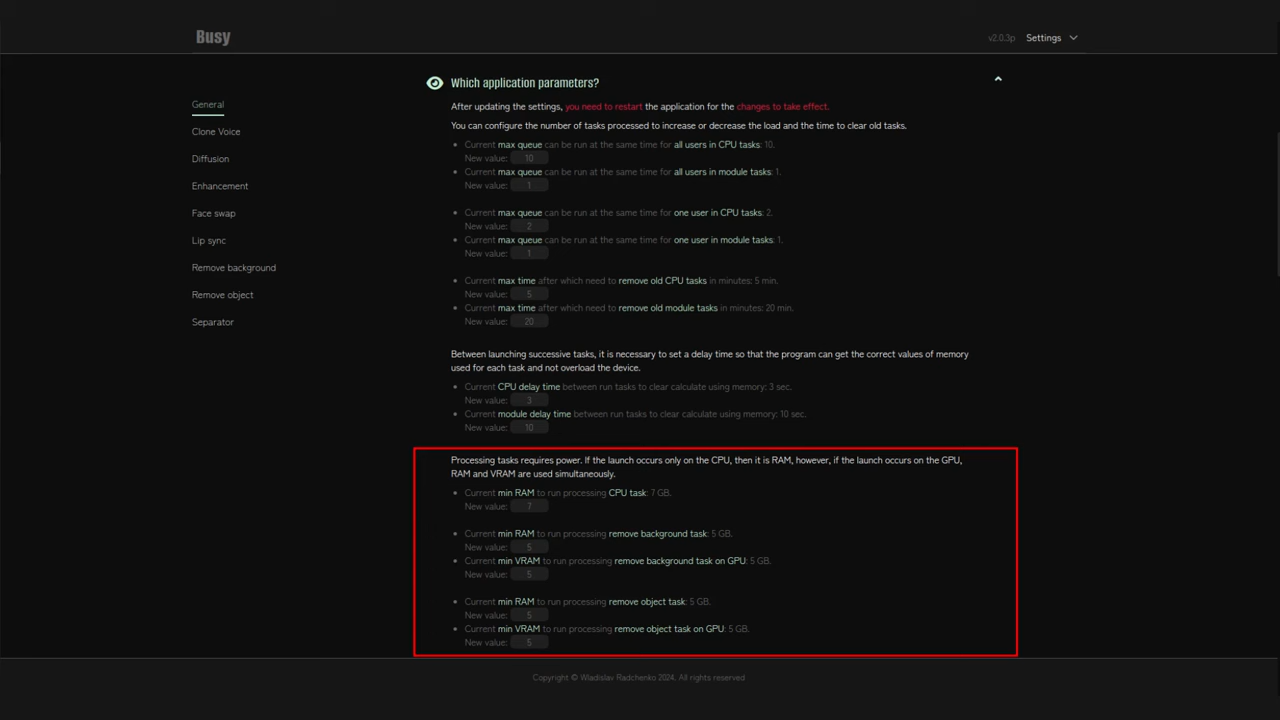 Busy
v2.0.3p Settings
General
Clone Voice
Diffusion
Enhancement
Face swap
Lip sync
Remove background
Remove object
Separator
Which application parameters?
After updating the settings, you need to restart the application for the changes to take effect.
You can configure the number of tasks processed to increase or decrease the load and the time to clear old tasks.
Current max queue can be run at the same time for all users in CPU tasks: 10.
New value: 10
Current max queue can be run at the same time for all users in module tasks: 1.
New value: 1
Current max queue can be run at the same time for one user in CPU tasks: 2.
New value: 2
Current max queue can be run at the same time for one user in module tasks: 1.
New value: 1
Current max time after which need to remove old CPU tasks in minutes: 5 min.
New value: 5
Current max time after which need to remove old module tasks in minutes: 20 min.
New value: 20
Between launching successive tasks, it is necessary to set a delay time so that the program can get the correct values of memory
used for each task and not overload the device.
Current CPU delay time between run tasks to clear calculate using memory: 3 sec.
New value: 3
Current module delay time between run tasks to clear calculate using memory: 10 sec.
New value: 10
Processing tasks requires power. If the launch occurs only on the CPU, then it is RAM, however, if the launch occurs on the GPU,
RAM and VRAM are used simultaneously.
Current min RAM to run processing CPU task: 7 GB.
New value: 7
Current min RAM to run processing remove background task: 5 GB.
New value: 5
Current min VRAM to run processing remove background task on GPU: 5 GB.
New value: 5
Current min RAM to run processing remove object task: 5 GB.
New value: 5
Current min VRAM to run processing remove object task on GPU: 5 GB.
New value: 5
Copyright © Wladislav Radchenko 2024. All rights reserved